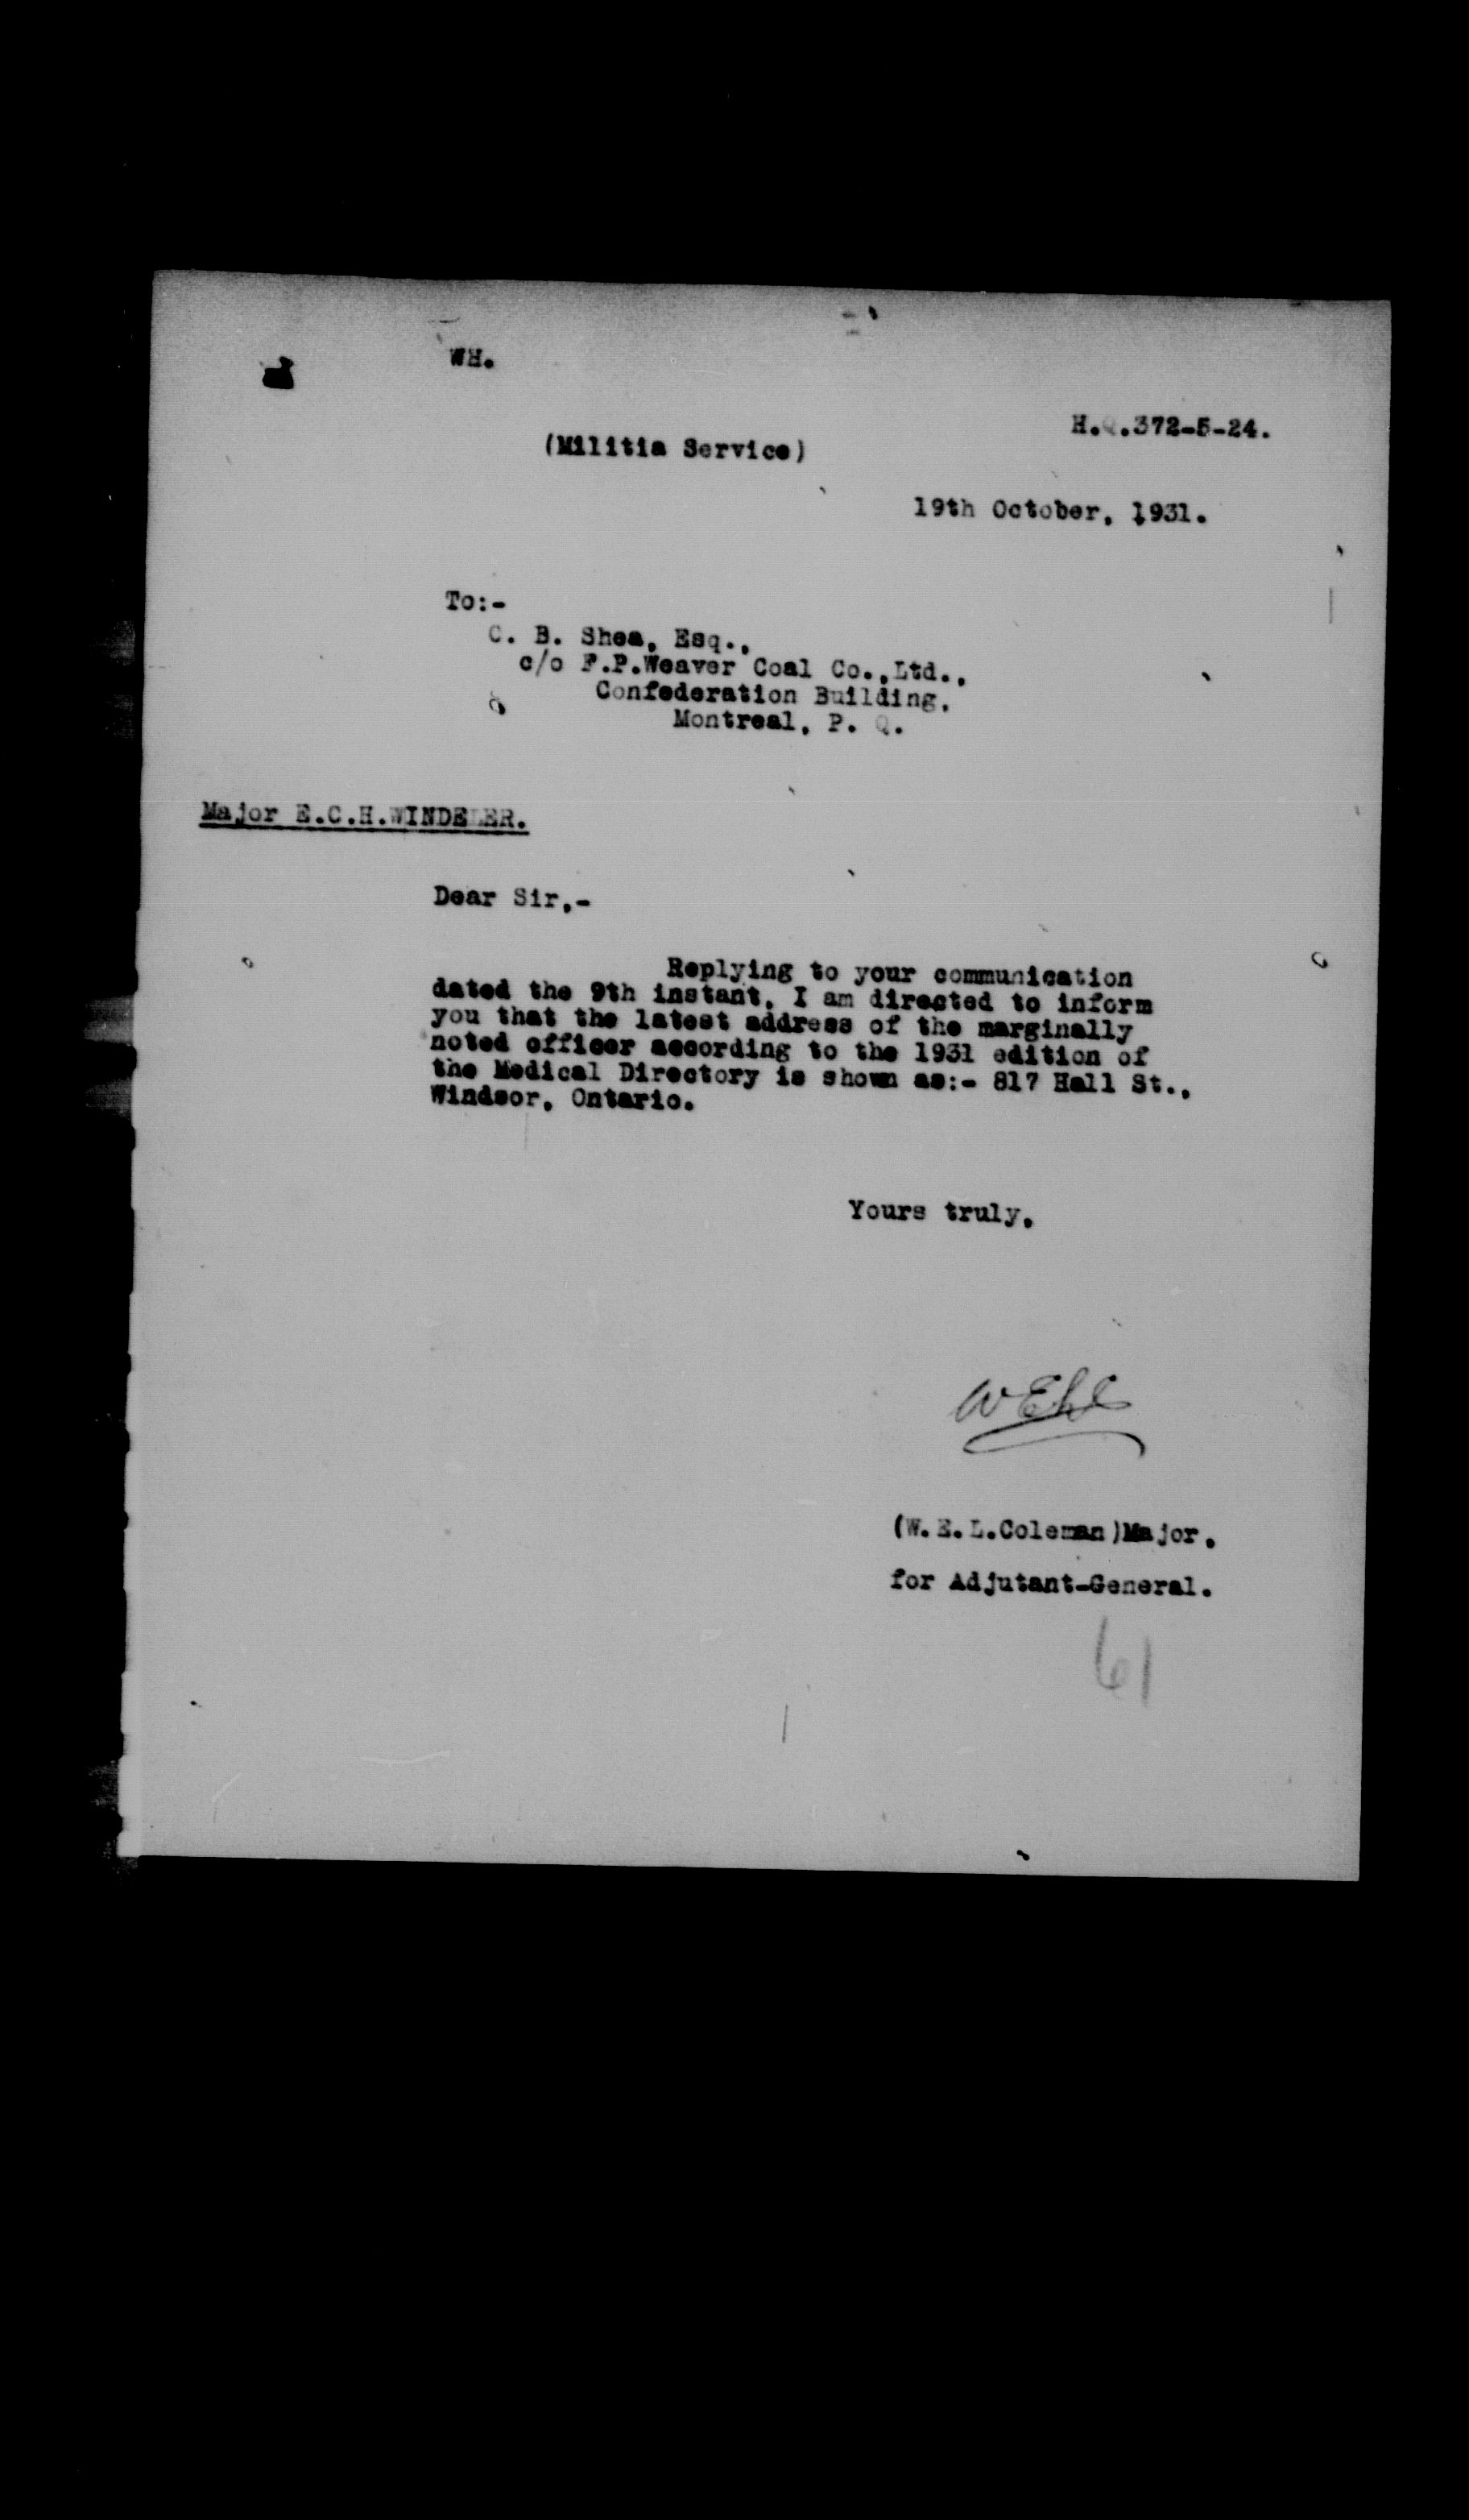 WH.
H.Q.372-5-24.
(Militia Service)
19th October, 1931.
To:-
C. B. Shea, Esq.,
c/o F.P.Weaver Coal Co.,Ltd.,
Confederation Building,
Montreal, P. Q.
Major E.C.H.WINDELER.
Dear Sir,-
Replying to your communication
dated the 9th instant, I am directed to inform
you that the latest address of the marginally
noted officer according to the 1931 edition of
the Medical Directory is shown as:- 817 Hall St.,
Windsor, Ontario.
Yours truly,
WELC
(W.E.L.Coleman)Major,
for Adjutant-General.
61